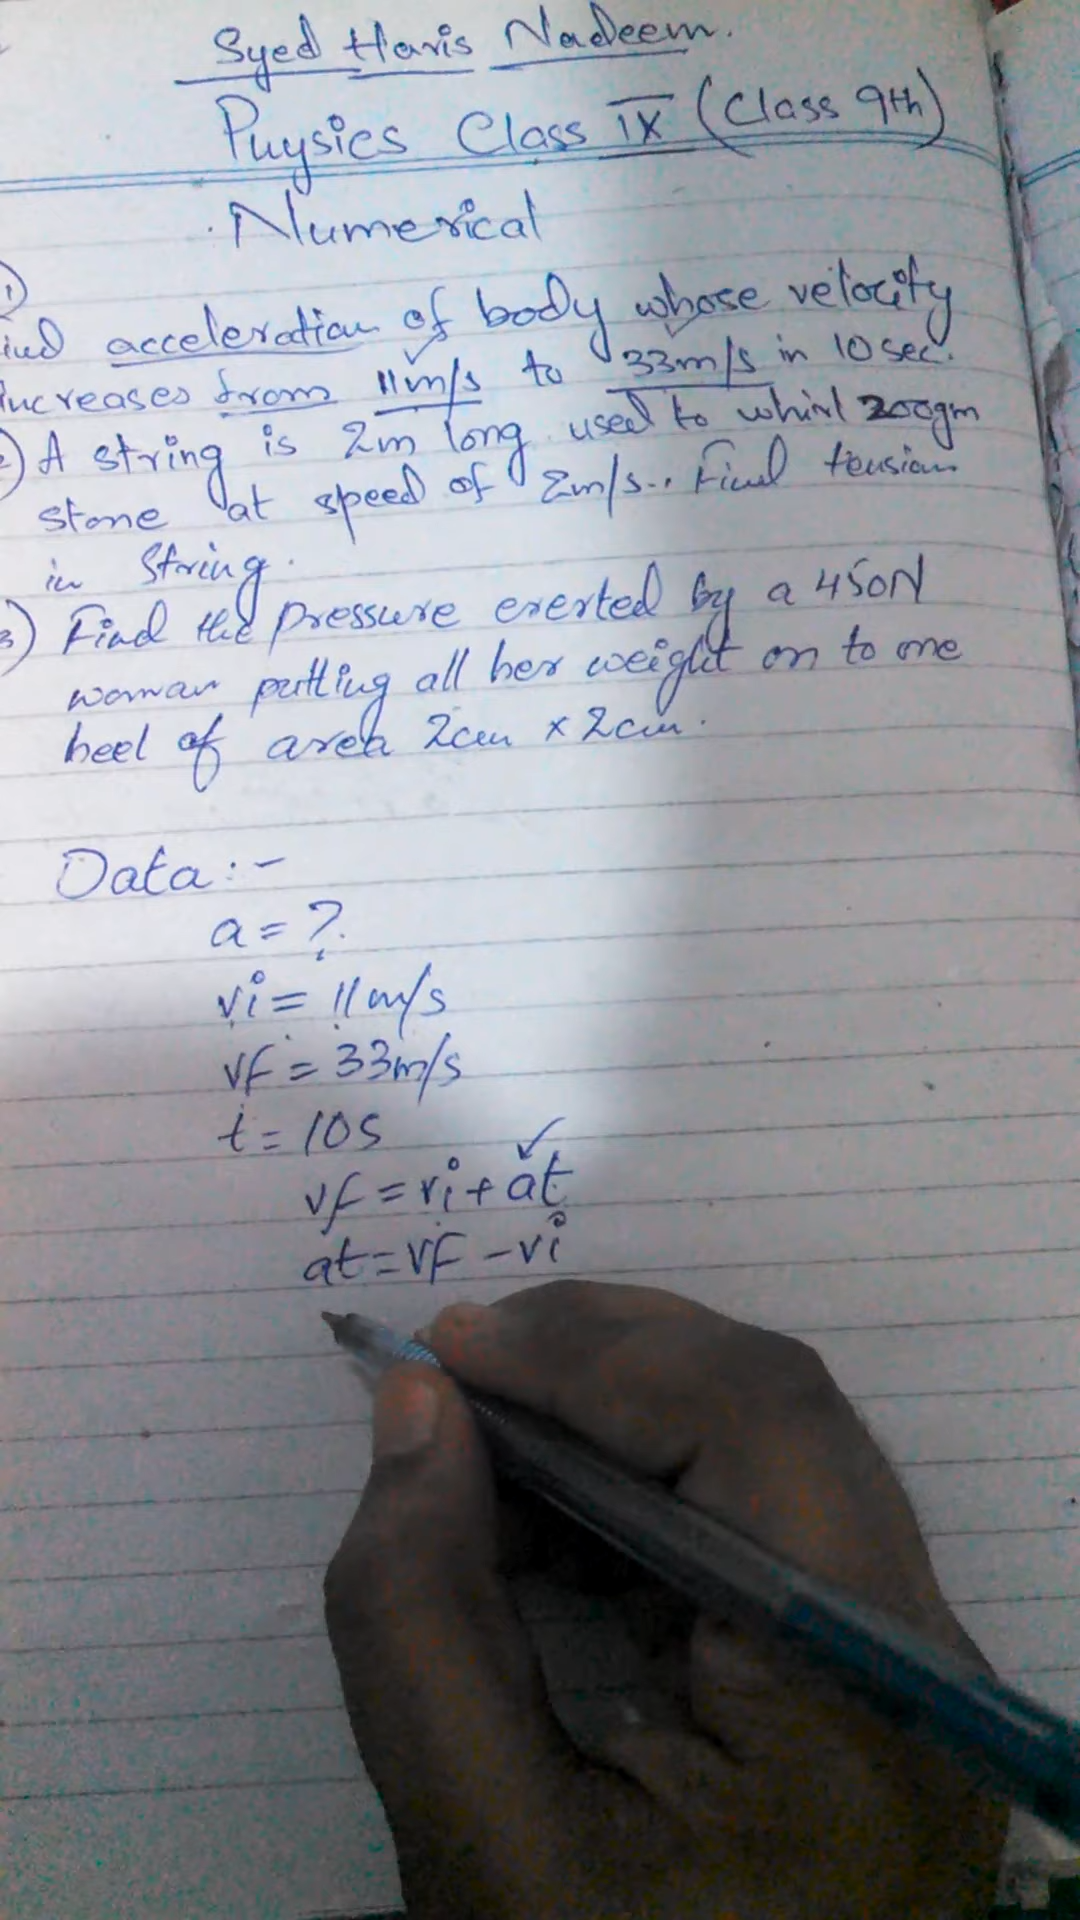 Syed Haris Nadeem.
Physics Class IX (Class 9th)
Numerical
1)
ind acceleration of body whose velocity
increases from 11m/s to 33m/s in 10sec.
2) A string is 2m long used to whirl 200gm
stone at speed of 2m/s. Find tension
in string.
3) Find the pressure exerted by a 450N
woman putting all her weight on to one
heel of area 2cm x 2cm.
Data:-
a = ?
vi = 11m/s
vf = 33m/s
t = 10s
vf = vi + at
at = vf - vi